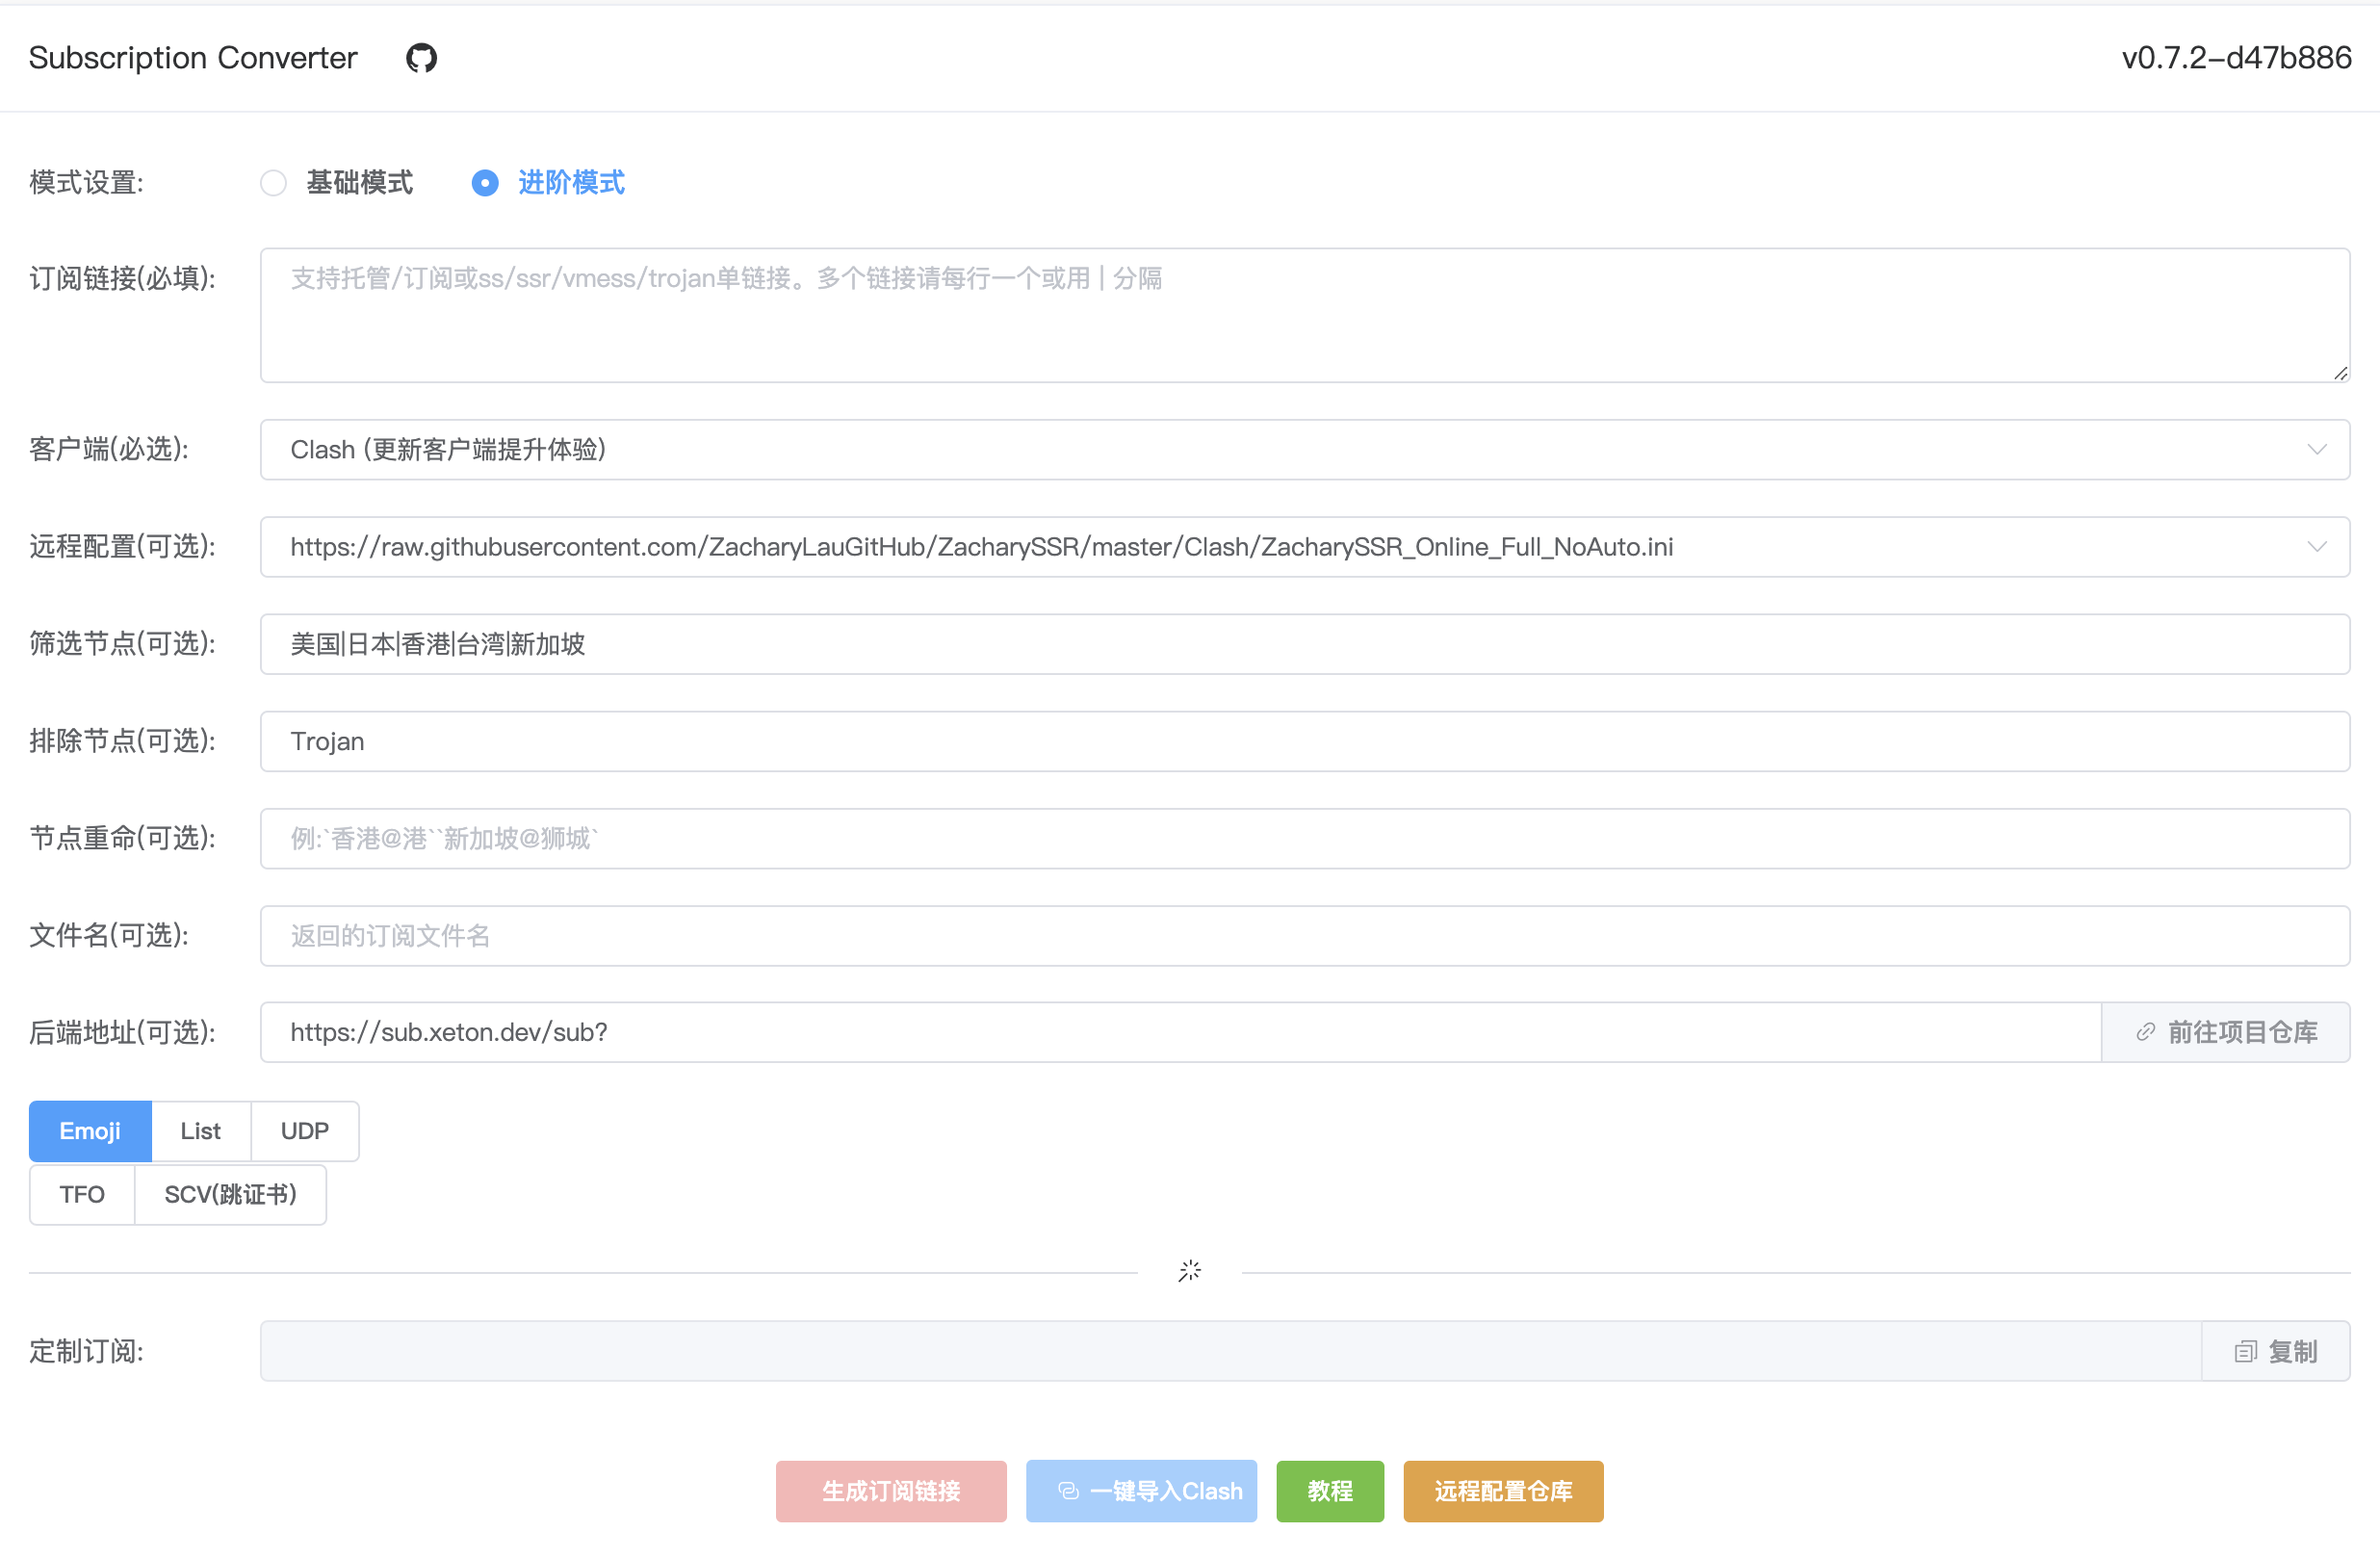 Subscription Converter
v0.7.2-d47b886
模式设置:
基础模式
进阶模式
订阅链接(必填):
支持托管/订阅或ss/ssr/vmess/trojan单链接。多个链接请每行一个或用 | 分隔
客户端(必选):
Clash (更新客户端提升体验)
远程配置(可选):
https://raw.githubusercontent.com/ZacharyLauGitHub/ZacharySSR/master/Clash/ZacharySSR_Online_Full_NoAuto.ini
筛选节点(可选):
美国|日本|香港|台湾|新加坡
排除节点(可选):
Trojan
节点重命(可选):
例:`香港@港``新加坡@狮城`
文件名(可选):
返回的订阅文件名
后端地址(可选):
https://sub.xeton.dev/sub?
前往项目仓库
Emoji
List
UDP
TFO
SCV(跳证书)
定制订阅:
复制
生成订阅链接
一键导入Clash
教程
远程配置仓库